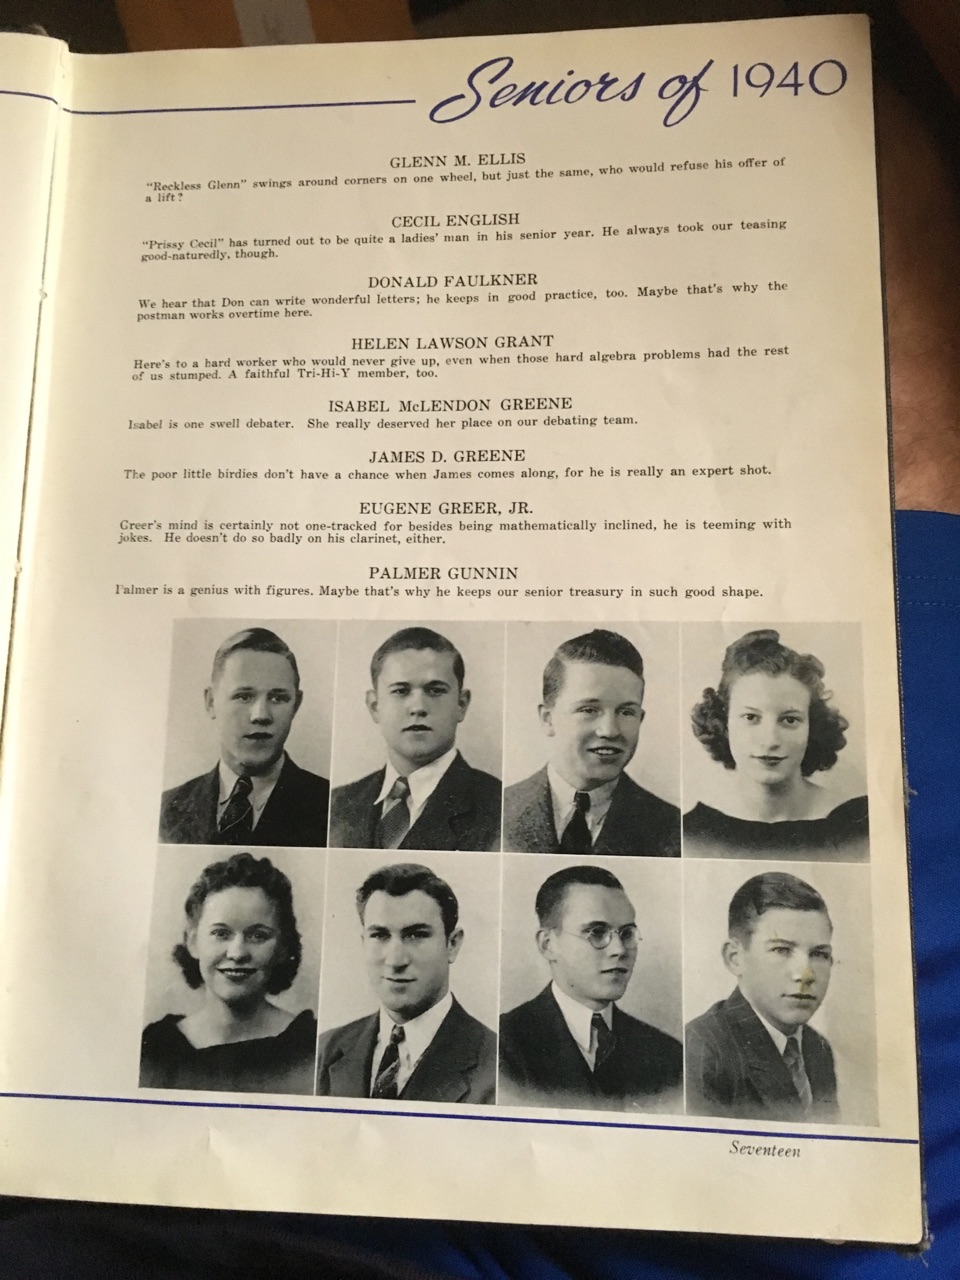 Seniors of 1940
GLENN M. ELLIS
"Reckless Glenn" swings around corners on one wheel, but just the same, who would refuse his offer of
a lift?
CECIL ENGLISH
"Prissy Cecil" has turned out to be quite a ladies' man in his senior year. He always took our teasing
good-naturedly, though.
DONALD FAULKNER
We hear that Don can write wonderful letters; he keeps in good practice, too. Maybe that's why the
postman works overtime here.
HELEN LAWSON GRANT
Here's to a hard worker who would never give up, even when those hard algebra problems had the rest
of us stumped. A faithful Tri-Hi-Y member, too.
ISABEL McLENDON GREENE
Isabel is one swell debater. She really deserved her place on our debating team.
JAMES D. GREENE
The poor little birdies don't have a chance when James comes along, for he is really an expert shot.
EUGENE GREER, JR.
Greer's mind is certainly not one-tracked for besides being mathematically inclined, he is teeming with
jokes. He doesn't do so badly on his clarinet, either.
PALMER GUNNIN
Palmer is a genius with figures. Maybe that's why he keeps our senior treasury in such good shape.
Seventeen